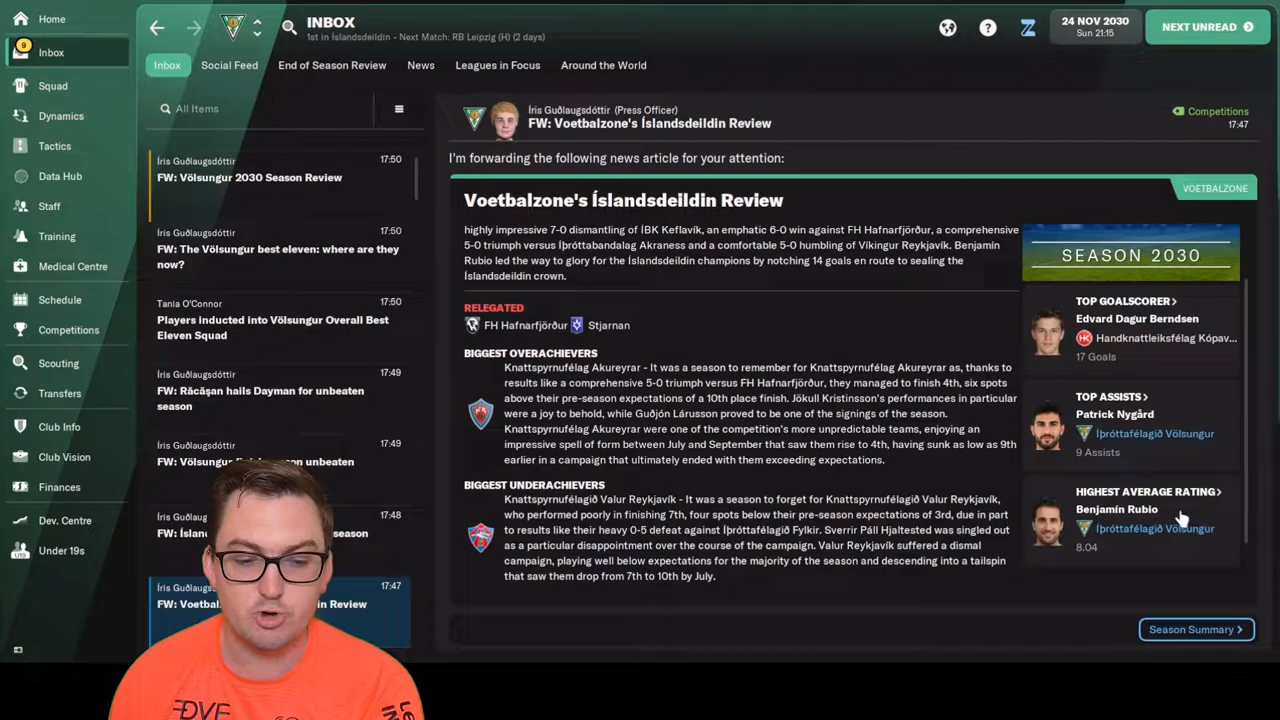 Home
INBOX
1st in Íslandsdeildin - Next Match: RB Leipzig (H) (2 days)
24 NOV 2030
Sun 21:15
NEXT UNREAD
9
Inbox
Squad
Dynamics
Tactics
Data Hub
Staff
Training
Medical Centre
Schedule
Competitions
Scouting
Transfers
Club Info
Club Vision
Finances
Dev. Centre
Under 19s
Inbox
Social Feed
End of Season Review
News
Leagues in Focus
Around the World
All Items
Íris Guðlaugsdóttir
17:50
FW: Völsungur 2030 Season Review
Íris Guðlaugsdóttir
17:50
FW: The Völsungur best eleven: where are they
now?
Tania O'Connor
17:50
Players inducted into Völsungur Overall Best
Eleven Squad
Íris Guðlaugsdóttir
17:49
FW: Răcăşan hails Dayman for unbeaten
season
Íris Guðlaugsdóttir
17:49
FW: Völsungur
unbeaten
17:48
season
Íris
17:47
FW: Voetbal
in Review
Íris Guðlaugsdóttir (Press Officer)
FW: Voetbalzone's Íslandsdeildin Review
Competitions
17:47
I'm forwarding the following news article for your attention:
VOETBALZONE
Voetbalzone's Íslandsdeildin Review
highly impressive 7-0 dismantling of ÍBK Keflavík, an emphatic 6-0 win against FH Hafnarfjörður, a comprehensive
5-0 triumph versus Íþróttabandalag Akraness and a comfortable 5-0 humbling of Víkingur Reykjavík. Benjamín
Rubio led the way to glory for the Íslandsdeildin champions by notching 14 goals en route to sealing the
Íslandsdeildin crown.
RELEGATED
FH Hafnarfjörður
Stjarnan
BIGGEST OVERACHIEVERS
Knattspyrnufélag Akureyrar - It was a season to remember for Knattspyrnufélag Akureyrar as, thanks to
results like a comprehensive 5-0 triumph versus FH Hafnarfjörður, they managed to finish 4th, six spots
above their pre-season expectations of a 10th place finish. Jökull Kristinsson's performances in particular
were a joy to behold, while Guðjón Lárusson proved to be one of the signings of the season.
Knattspyrnufélag Akureyrar were one of the competition's more unpredictable teams, enjoying an
impressive spell of form between July and September that saw them rise to 4th, having sunk as low as 9th
earlier in a campaign that ultimately ended with them exceeding expectations.
BIGGEST UNDERACHIEVERS
Knattspyrnufélagið Valur Reykjavík - It was a season to forget for Knattspyrnufélagið Valur Reykjavík,
who performed poorly in finishing 7th, four spots below their pre-season expectations of 3rd, due in part
to results like their heavy 0-5 defeat against Íþróttafélagið Fylkir. Sverrir Páll Hjaltested was singled out
as a particular disappointment over the course of the campaign. Valur Reykjavík suffered a dismal
campaign, playing well below expectations for the majority of the season and descending into a tailspin
that saw them drop from 7th to 10th by July.
SEASON 2030
TOP GOALSCORER
Edvard Dagur Berndsen
Handknattleiksfélag Kópav...
17 Goals
TOP ASSISTS
Patrick Nygård
Íþróttafélagið Völsungur
9 Assists
HIGHEST AVERAGE RATING
Benjamín Rubio
Íþróttafélagið Völsungur
8.04
Season Summary